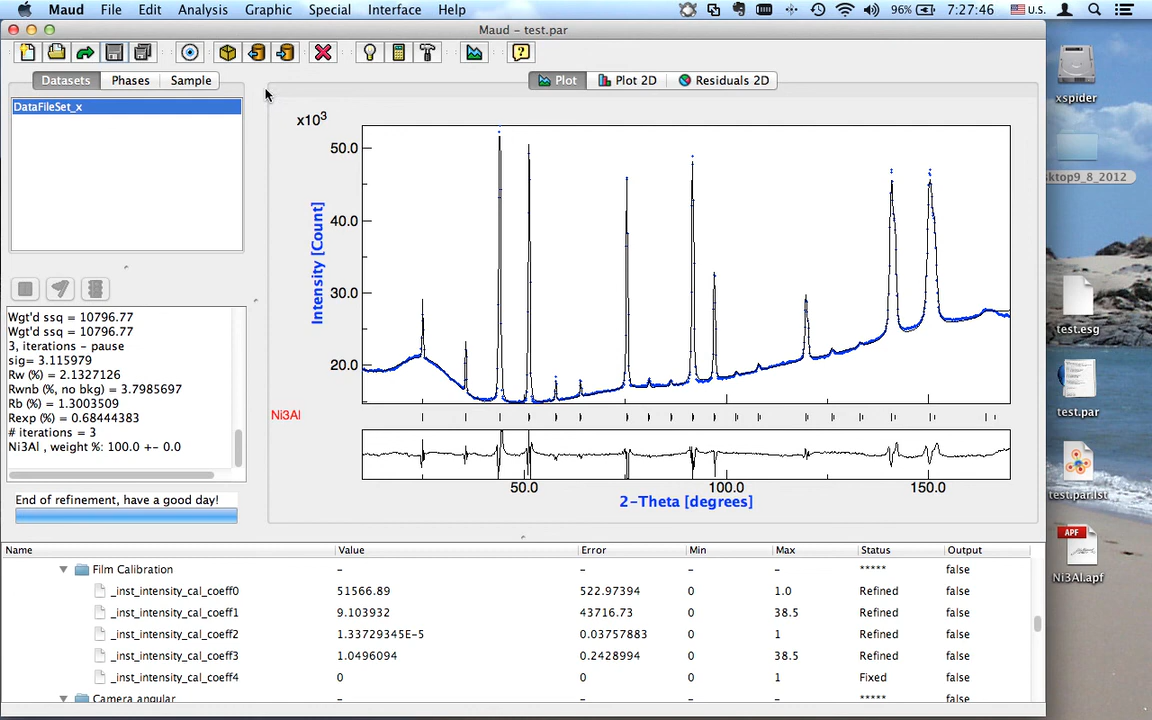 Maud File Edit Analysis Graphic Special Interface Help 96% 7:27:46 U.S.
Maud - test.par
Datasets Phases Sample
Plot Plot 2D Residuals 2D
DataFileSet_x
x10³
50.0
40.0
30.0
20.0
Intensity [Count]
Ni3Al
50.0 100.0 150.0
2-Theta [degrees]
Wgt'd ssq = 10796.77
Wgt'd ssq = 10796.77
3, iterations - pause
sig= 3.115979
Rw (%) = 2.1327126
Rwnb (%, no bkg) = 3.7985697
Rb (%) = 1.3003509
Rexp (%) = 0.68444383
# iterations = 3
Ni3Al , weight %: 100.0 +- 0.0
End of refinement, have a good day!
Name Value Error Min Max Status Output
Film Calibration - - - - ***** false
_inst_intensity_cal_coeff0 51566.89 522.97394 0 1.0 Refined false
_inst_intensity_cal_coeff1 9.103932 43716.73 0 38.5 Refined false
_inst_intensity_cal_coeff2 1.33729345E-5 0.03757883 0 1 Refined false
_inst_intensity_cal_coeff3 1.0496094 0.2428994 0 38.5 Refined false
_inst_intensity_cal_coeff4 0 0 0 1 Fixed false
Camera angular - - - - ***** false
xspider
sktop9_8_2012
test.esg
test.par
test.par.lst
APF
Ni3Al.apf